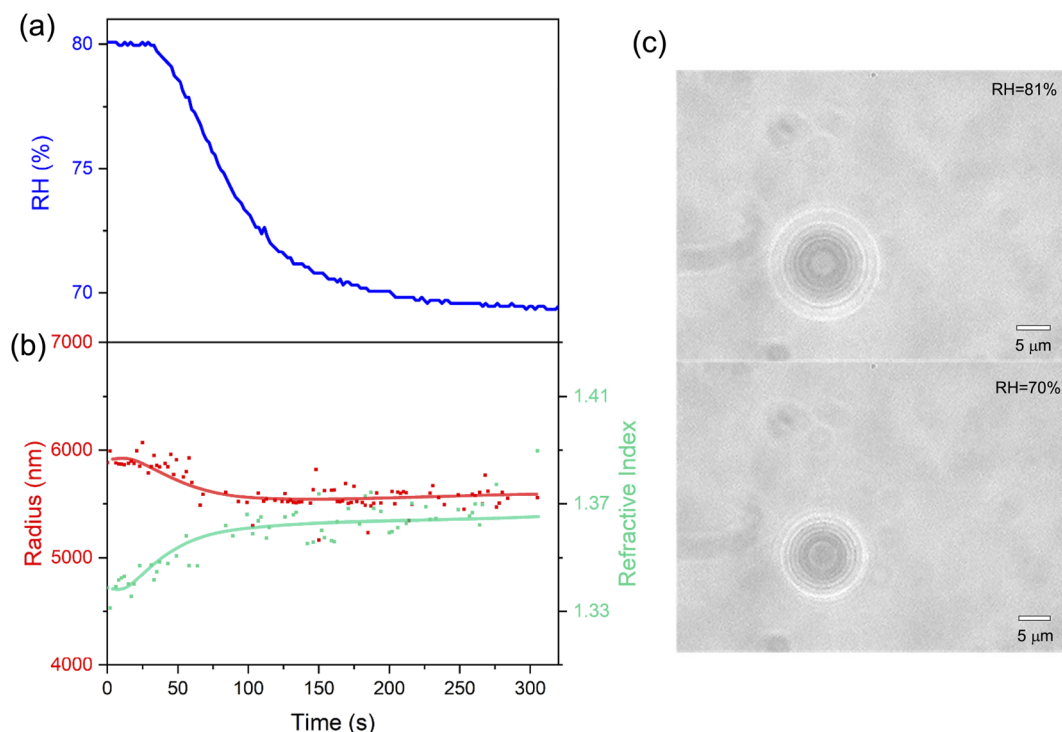 (a)
80
75
70
RH (%)
(b)
7000
6000
5000
4000
Radius (nm)
1.41
1.37
1.33
Refractive Index
0
50
100
150
200
250
300
Time (s)
(c)
RH=81%
5 μm
RH=70%
5 μm